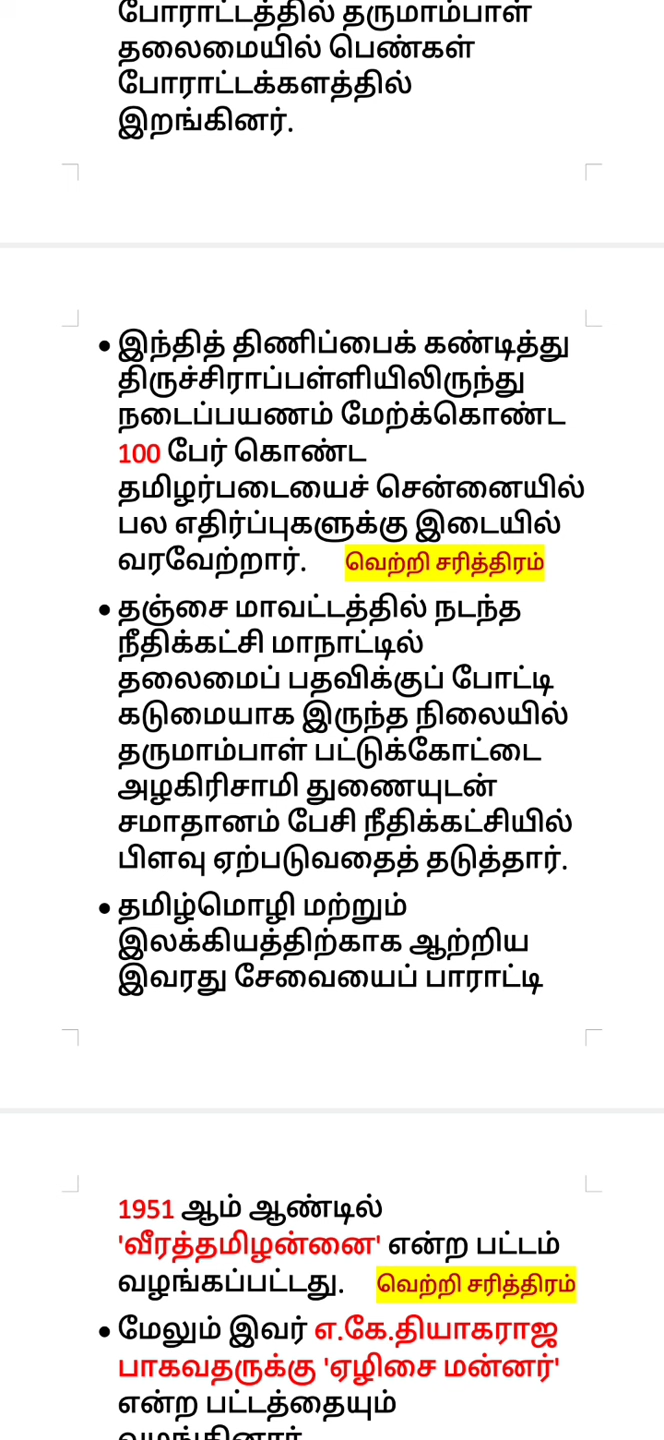 போராட்டத்தில் தருமாம்பாள்
தலைமையில் பெண்கள்
போராட்டக்களத்தில்
இறங்கினர்.
• இந்தித் திணிப்பைக் கண்டித்து
திருச்சிராப்பள்ளியிலிருந்து
நடைப்பயணம் மேற்க்கொண்ட
100 பேர் கொண்ட
தமிழர்படையைச் சென்னையில்
பல எதிர்ப்புகளுக்கு இடையில்
வரவேற்றார். வெற்றி சரித்திரம்
• தஞ்சை மாவட்டத்தில் நடந்த
நீதிக்கட்சி மாநாட்டில்
தலைமைப் பதவிக்குப் போட்டி
கடுமையாக இருந்த நிலையில்
தருமாம்பாள் பட்டுக்கோட்டை
அழகிரிசாமி துணையுடன்
சமாதானம் பேசி நீதிக்கட்சியில்
பிளவு ஏற்படுவதைத் தடுத்தார்.
• தமிழ்மொழி மற்றும்
இலக்கியத்திற்காக ஆற்றிய
இவரது சேவையைப் பாராட்டி
1951 ஆம் ஆண்டில்
'வீரத்தமிழன்னை' என்ற பட்டம்
வழங்கப்பட்டது. வெற்றி சரித்திரம்
• மேலும் இவர் எ.கே.தியாகராஜ
பாகவதருக்கு 'ஏழிசை மன்னர்'
என்ற பட்டத்தையும்